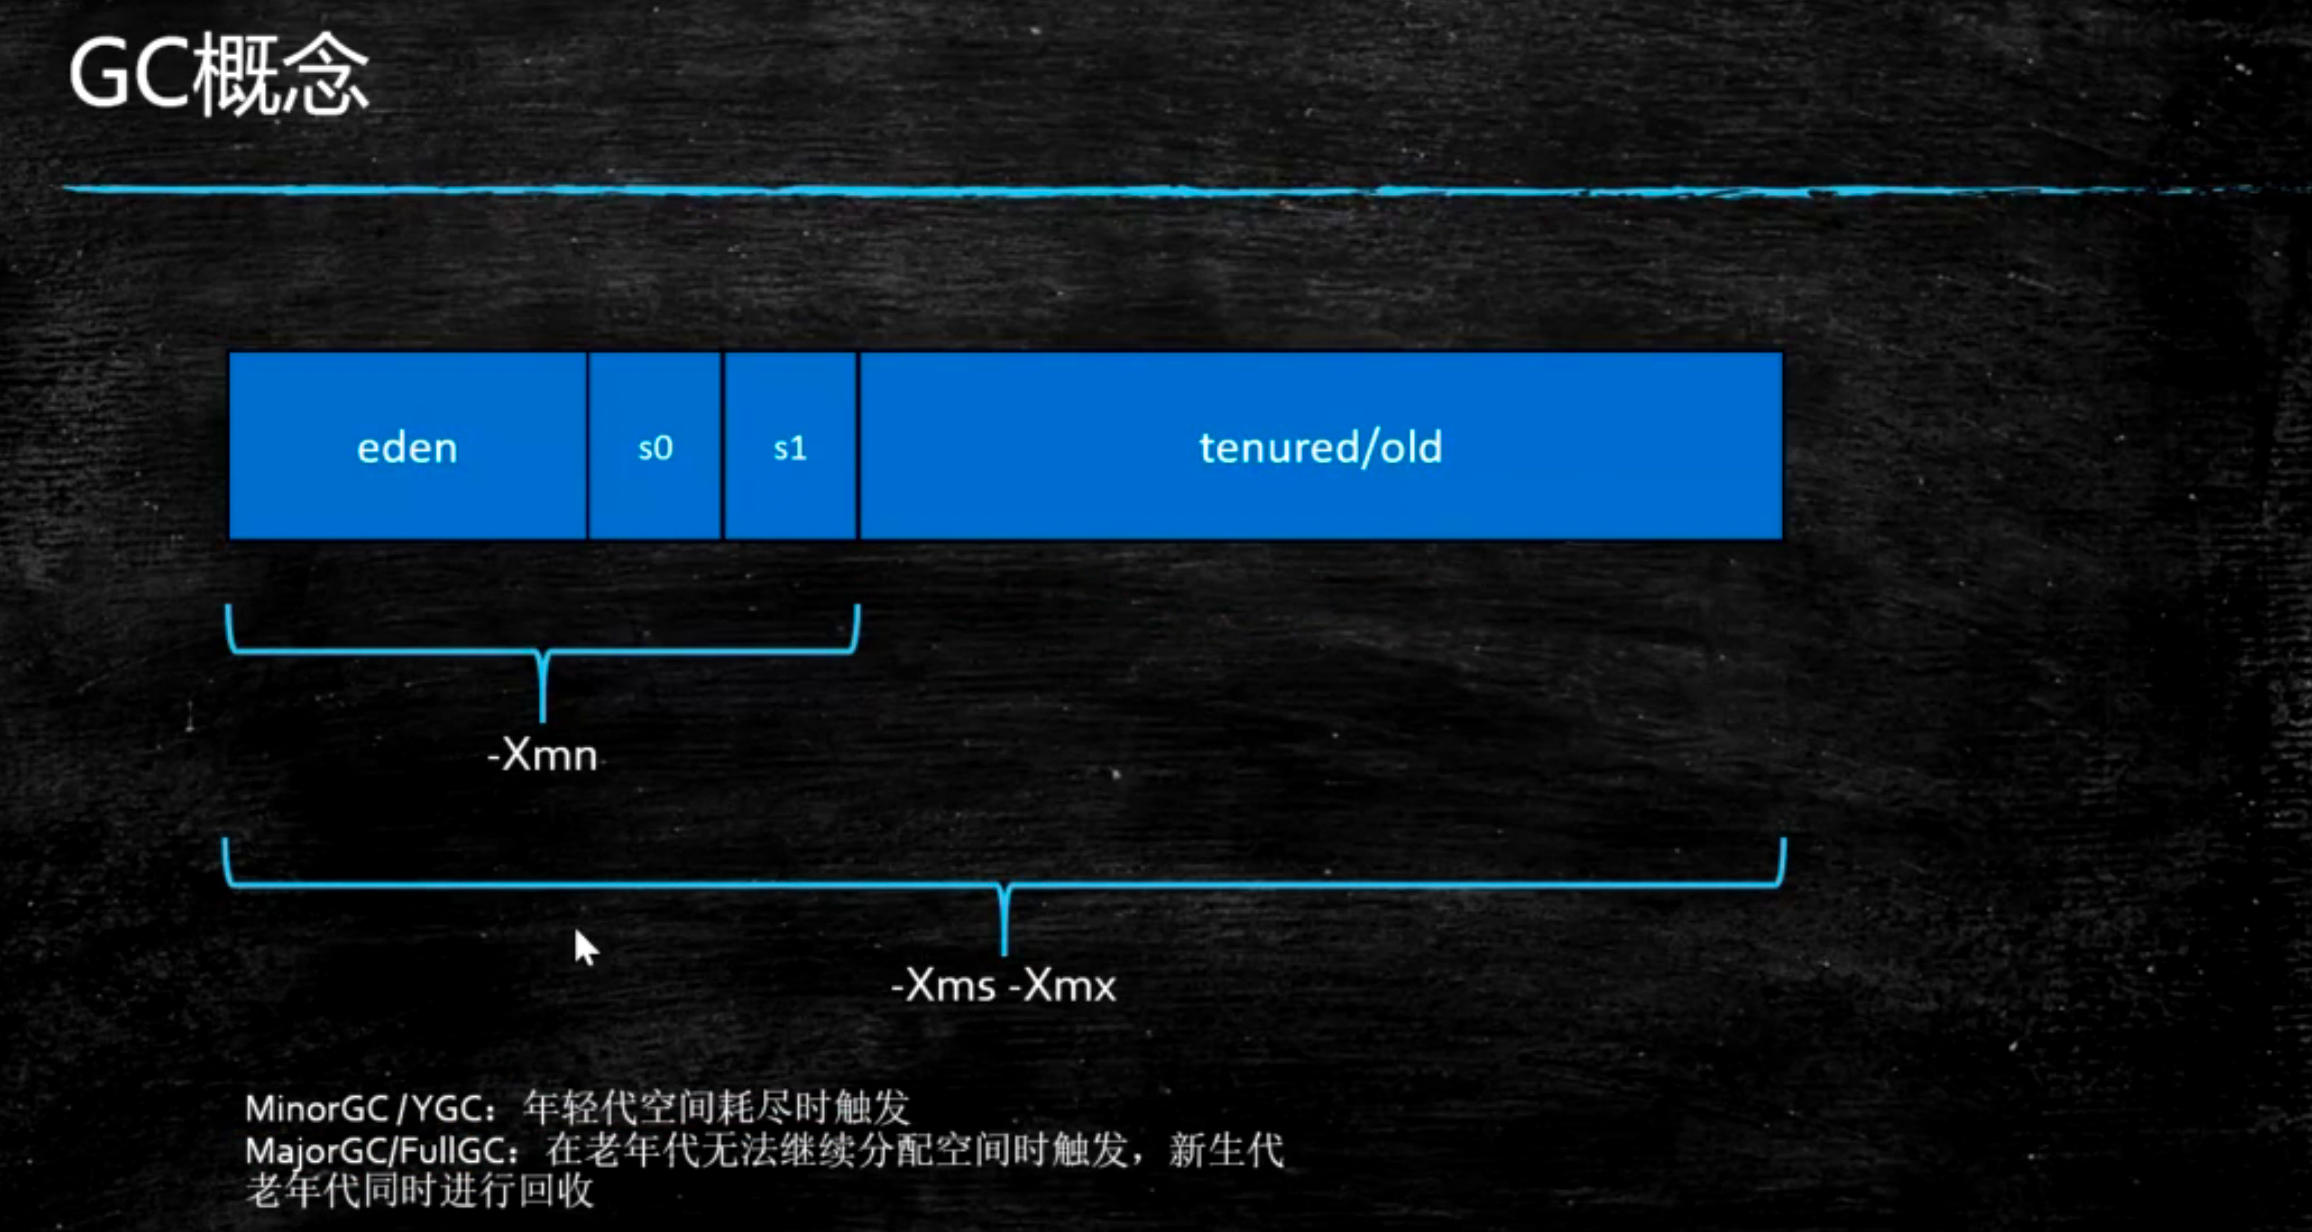 GC概念
eden
s0
s1
tenured/old
-Xmn
-Xms -Xmx
MinorGC/YGC：年轻代空间耗尽时触发
MajorGC/FullGC：在老年代无法继续分配空间时触发，新生代
老年代同时进行回收